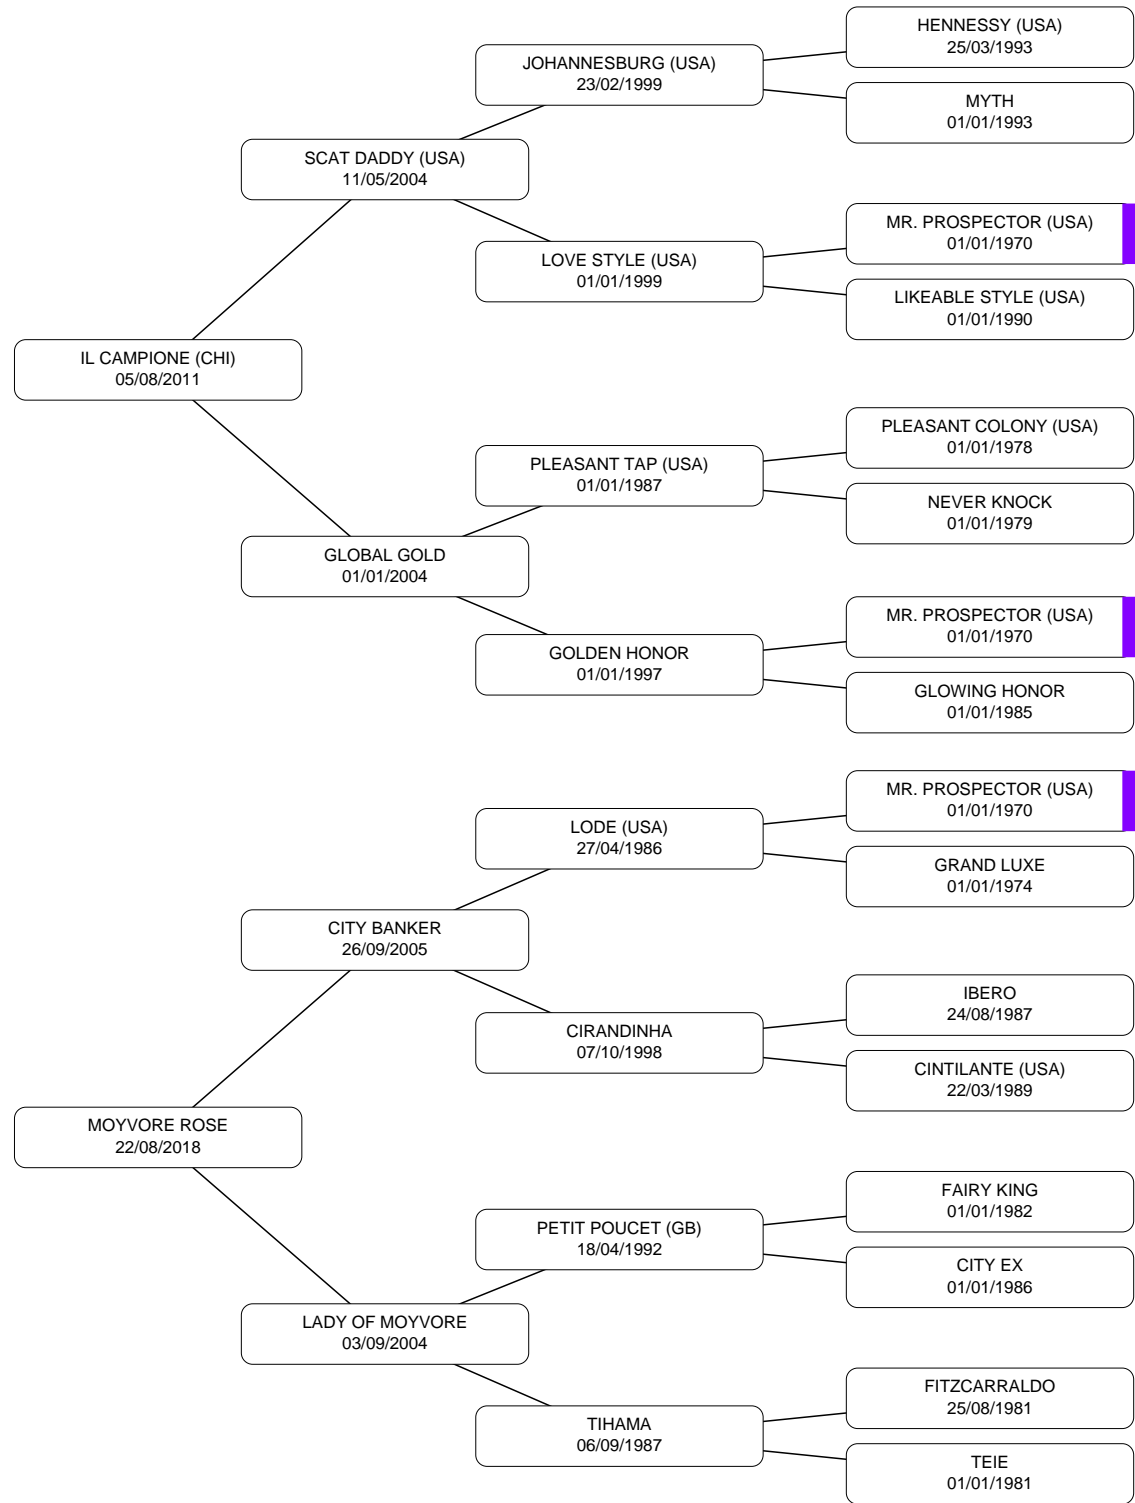 HENNESSY (USA)
25/03/1993
JOHANNESBURG (USA)
23/02/1999
MYTH
01/01/1993
SCAT DADDY (USA)
11/05/2004
MR. PROSPECTOR (USA)
01/01/1970
LOVE STYLE (USA)
01/01/1999
LIKEABLE STYLE (USA)
01/01/1990
IL CAMPIONE (CHI)
05/08/2011
PLEASANT COLONY (USA)
01/01/1978
PLEASANT TAP (USA)
01/01/1987
NEVER KNOCK
01/01/1979
GLOBAL GOLD
01/01/2004
MR. PROSPECTOR (USA)
01/01/1970
GOLDEN HONOR
01/01/1997
GLOWING HONOR
01/01/1985
MR. PROSPECTOR (USA)
01/01/1970
LODE (USA)
27/04/1986
GRAND LUXE
01/01/1974
CITY BANKER
26/09/2005
IBERO
24/08/1987
CIRANDINHA
07/10/1998
CINTILANTE (USA)
22/03/1989
MOYVORE ROSE
22/08/2018
FAIRY KING
01/01/1982
PETIT POUCET (GB)
18/04/1992
CITY EX
01/01/1986
LADY OF MOYVORE
03/09/2004
FITZCARRALDO
25/08/1981
TIHAMA
06/09/1987
TEIE
01/01/1981